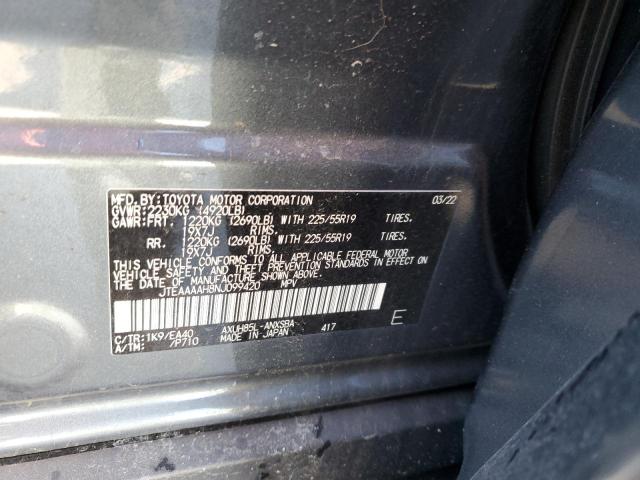 MFD.BY:TOYOTA MOTOR CORPORATION 03/22
GVWR:2230KG (4920LB)
GAWR:FRT. 1220KG (2690LB) WITH 225/55R19 TIRES.
19X7J RIMS.
RR. 1220KG (2690LB) WITH 225/55R19 TIRES.
19X7J RIMS.
THIS VEHICLE CONFORMS TO ALL APPLICABLE FEDERAL MOTOR
VEHICLE SAFETY AND THEFT PREVENTION STANDARDS IN EFFECT ON
THE DATE OF MANUFACTURE SHOWN ABOVE.
JTEAAAAH8NJ099420 MPV
C/TR:1K9/EA40 AXUH85L-ANXSBA 417 E
A/TM: /P710 MADE IN JAPAN